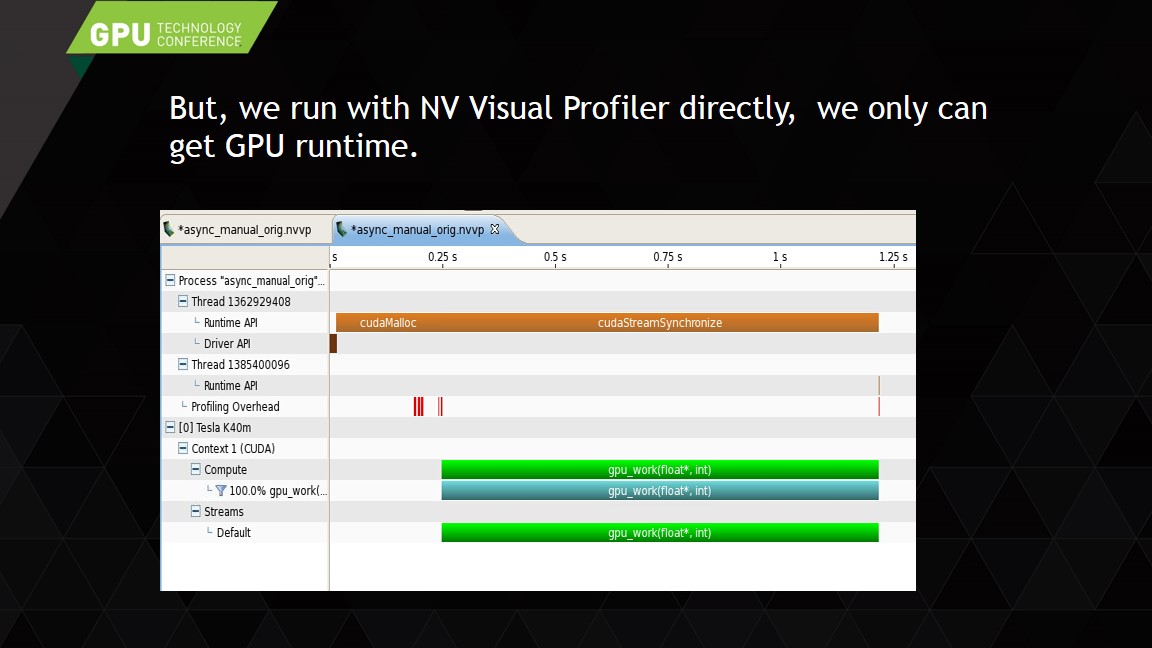 GPU TECHNOLOGY
CONFERENCE
But, we run with NV Visual Profiler directly, we only can
get GPU runtime.
*async_manual_orig.nvvp *async_manual_orig.nvvp
s 0.25 s 0.5 s 0.75 s 1 s 1.25 s
Process "async_manual_orig"...
Thread 1362929408
Runtime API cudaMalloc cudaStreamSynchronize
Driver API
Thread 1385400096
Runtime API
Profiling Overhead
[0] Tesla K40m
Context 1 (CUDA)
Compute gpu_work(float*, int)
100.0% gpu_work(... gpu_work(float*, int)
Streams
Default gpu_work(float*, int)